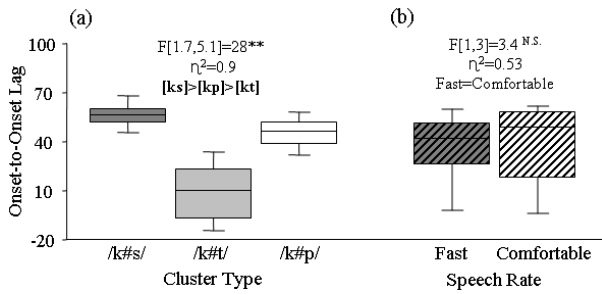 (a)
F[1.7,5.1]=28**
η²=0.9
[ks]>[kp]>[kt]
100
70
40
10
-20
Onset-to-Onset Lag
/k#s/ /k#t/ /k#p/
Cluster Type
(b)
F[1,3]=3.4 N.S.
η²=0.53
Fast=Comfortable
Fast Comfortable
Speech Rate